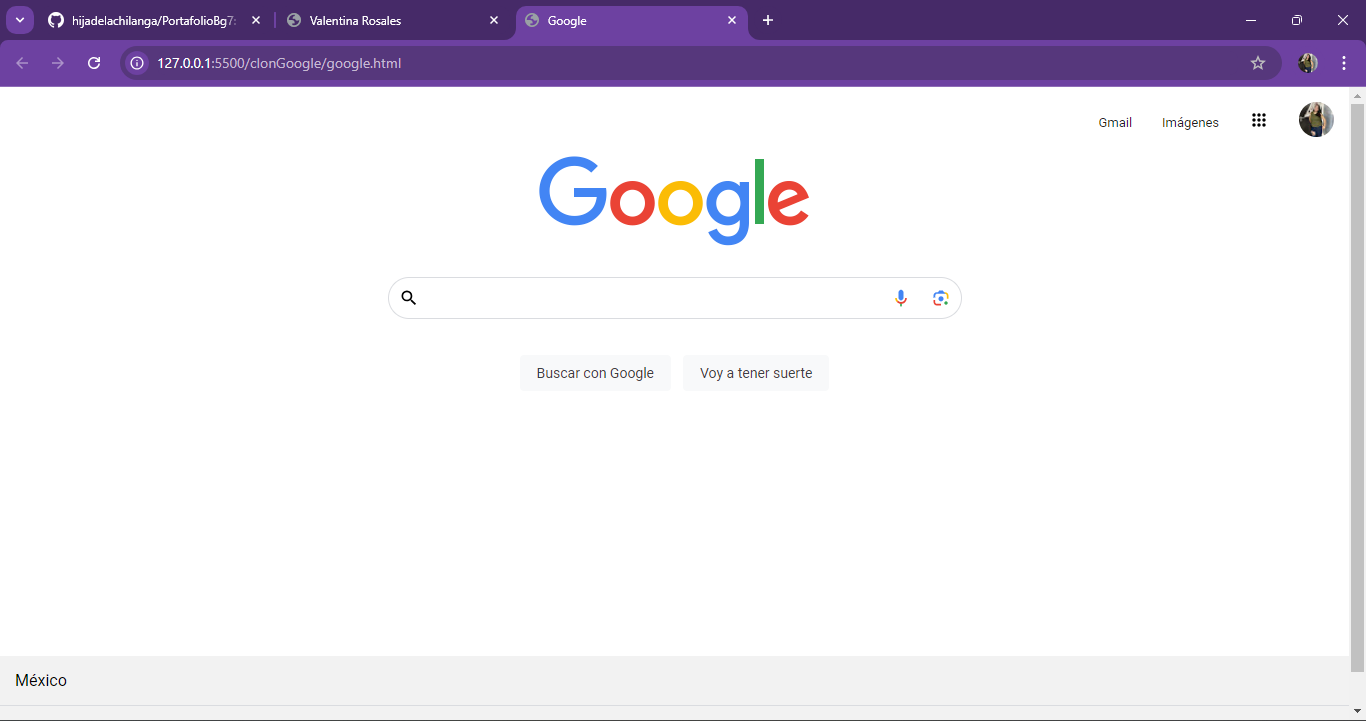 hijadelachilanga/PortafolioBg7:
Valentina Rosales
Google
127.0.0.1:5500/clonGoogle/google.html
Gmail
Imágenes
Google
Buscar con Google
Voy a tener suerte
México